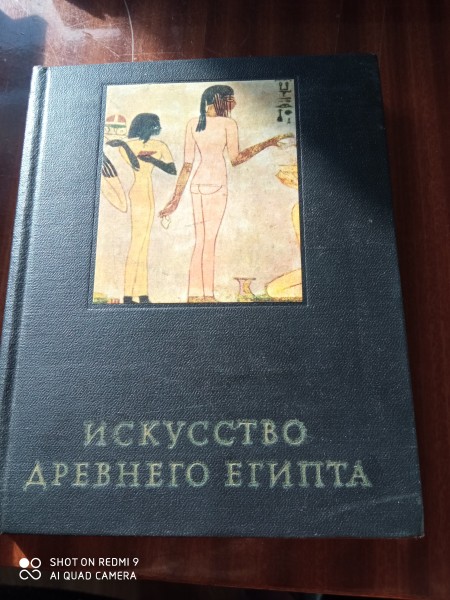 ИСКУССТВО
ДРЕВНЕГО ЕГИПТА
SHOT ON REDMI 9
AI QUAD CAMERA